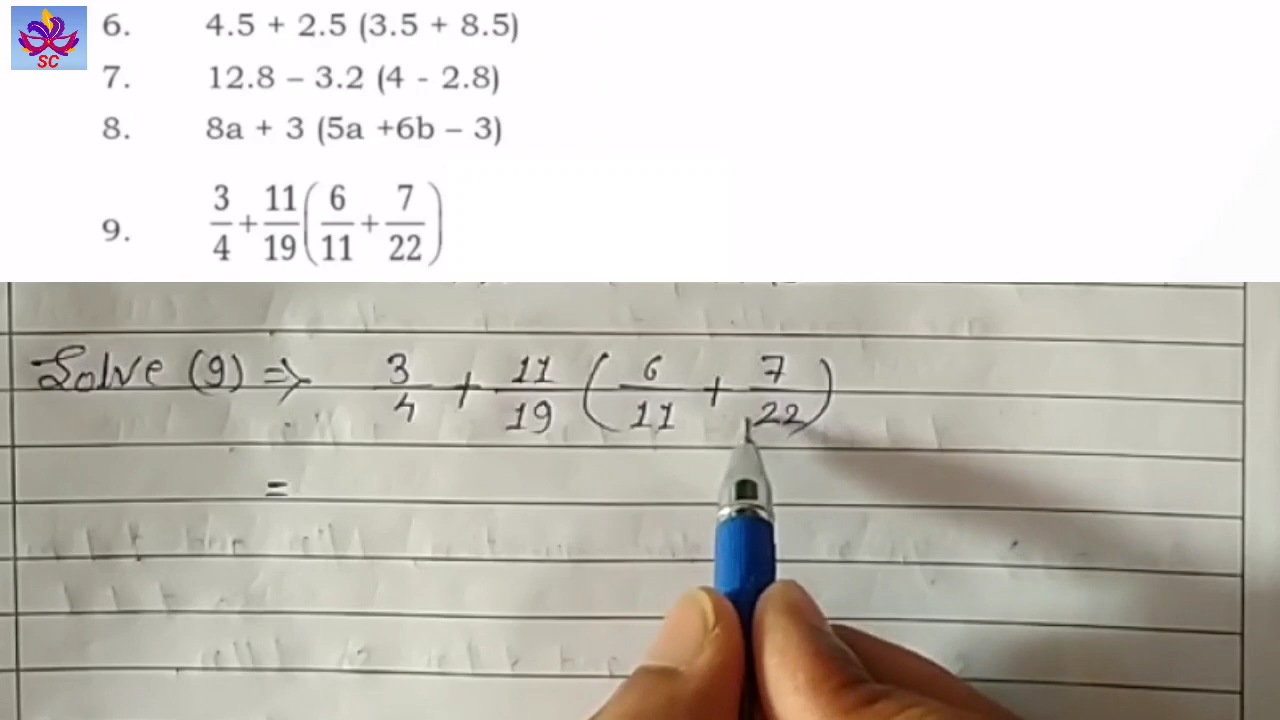 SC
6. 4.5 + 2.5 (3.5 + 8.5)
7. 12.8 – 3.2 (4 - 2.8)
8. 8a + 3 (5a +6b – 3)
9. 3/4 + 11/19 (6/11 + 7/22)
Solve (9) ⇒ 3/4 + 11/19 (6/11 + 7/22)
=